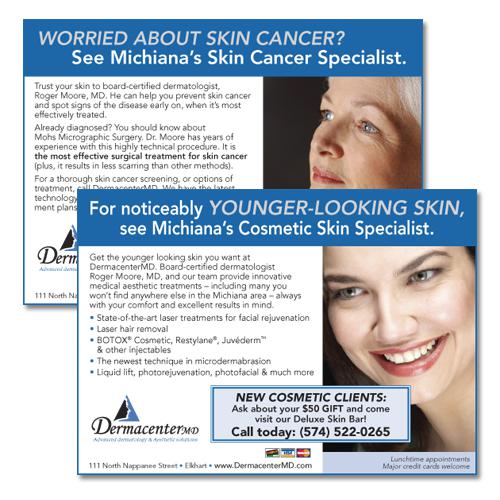 WORRIED ABOUT SKIN CANCER?
See Michiana's Skin Cancer Specialist.
Trust your skin to board-certified dermatologist,
Roger Moore, MD. He can help you prevent skin cancer
and spot signs of the disease early on, when it's most
effectively treated.
Already diagnosed? You should know about
Mohs Micrographic Surgery. Dr. Moore has years of
experience with this highly technical procedure. It is
the most effective surgical treatment for skin cancer
(plus, it results in less scarring than other methods).
For a thorough skin cancer screening, or options of
treatment, call DermacenterMD. We have the latest
technology
ment plans
Derma
Advanced dermato
111 North Nap
For noticeably YOUNGER-LOOKING SKIN,
see Michiana's Cosmetic Skin Specialist.
Get the younger looking skin you want at
DermacenterMD. Board-certified dermatologist
Roger Moore, MD, and our team provide innovative
medical aesthetic treatments – including many you
won't find anywhere else in the Michiana area – always
with your comfort and excellent results in mind.
• State-of-the-art laser treatments for facial rejuvenation
• Laser hair removal
• BOTOX® Cosmetic, Restylane®, Juvéderm™
& other injectables
• The newest technique in microdermabrasion
• Liquid lift, photorejuvenation, photofacial & much more
NEW COSMETIC CLIENTS:
Ask about your $50 GIFT and come
visit our Deluxe Skin Bar!
Call today: (574) 522-0265
DermacenterMD
Advanced dermatology & Aesthetic solutions
111 North Nappanee Street • Elkhart • www.DermacenterMD.com
Lunchtime appointments
Major credit cards welcome